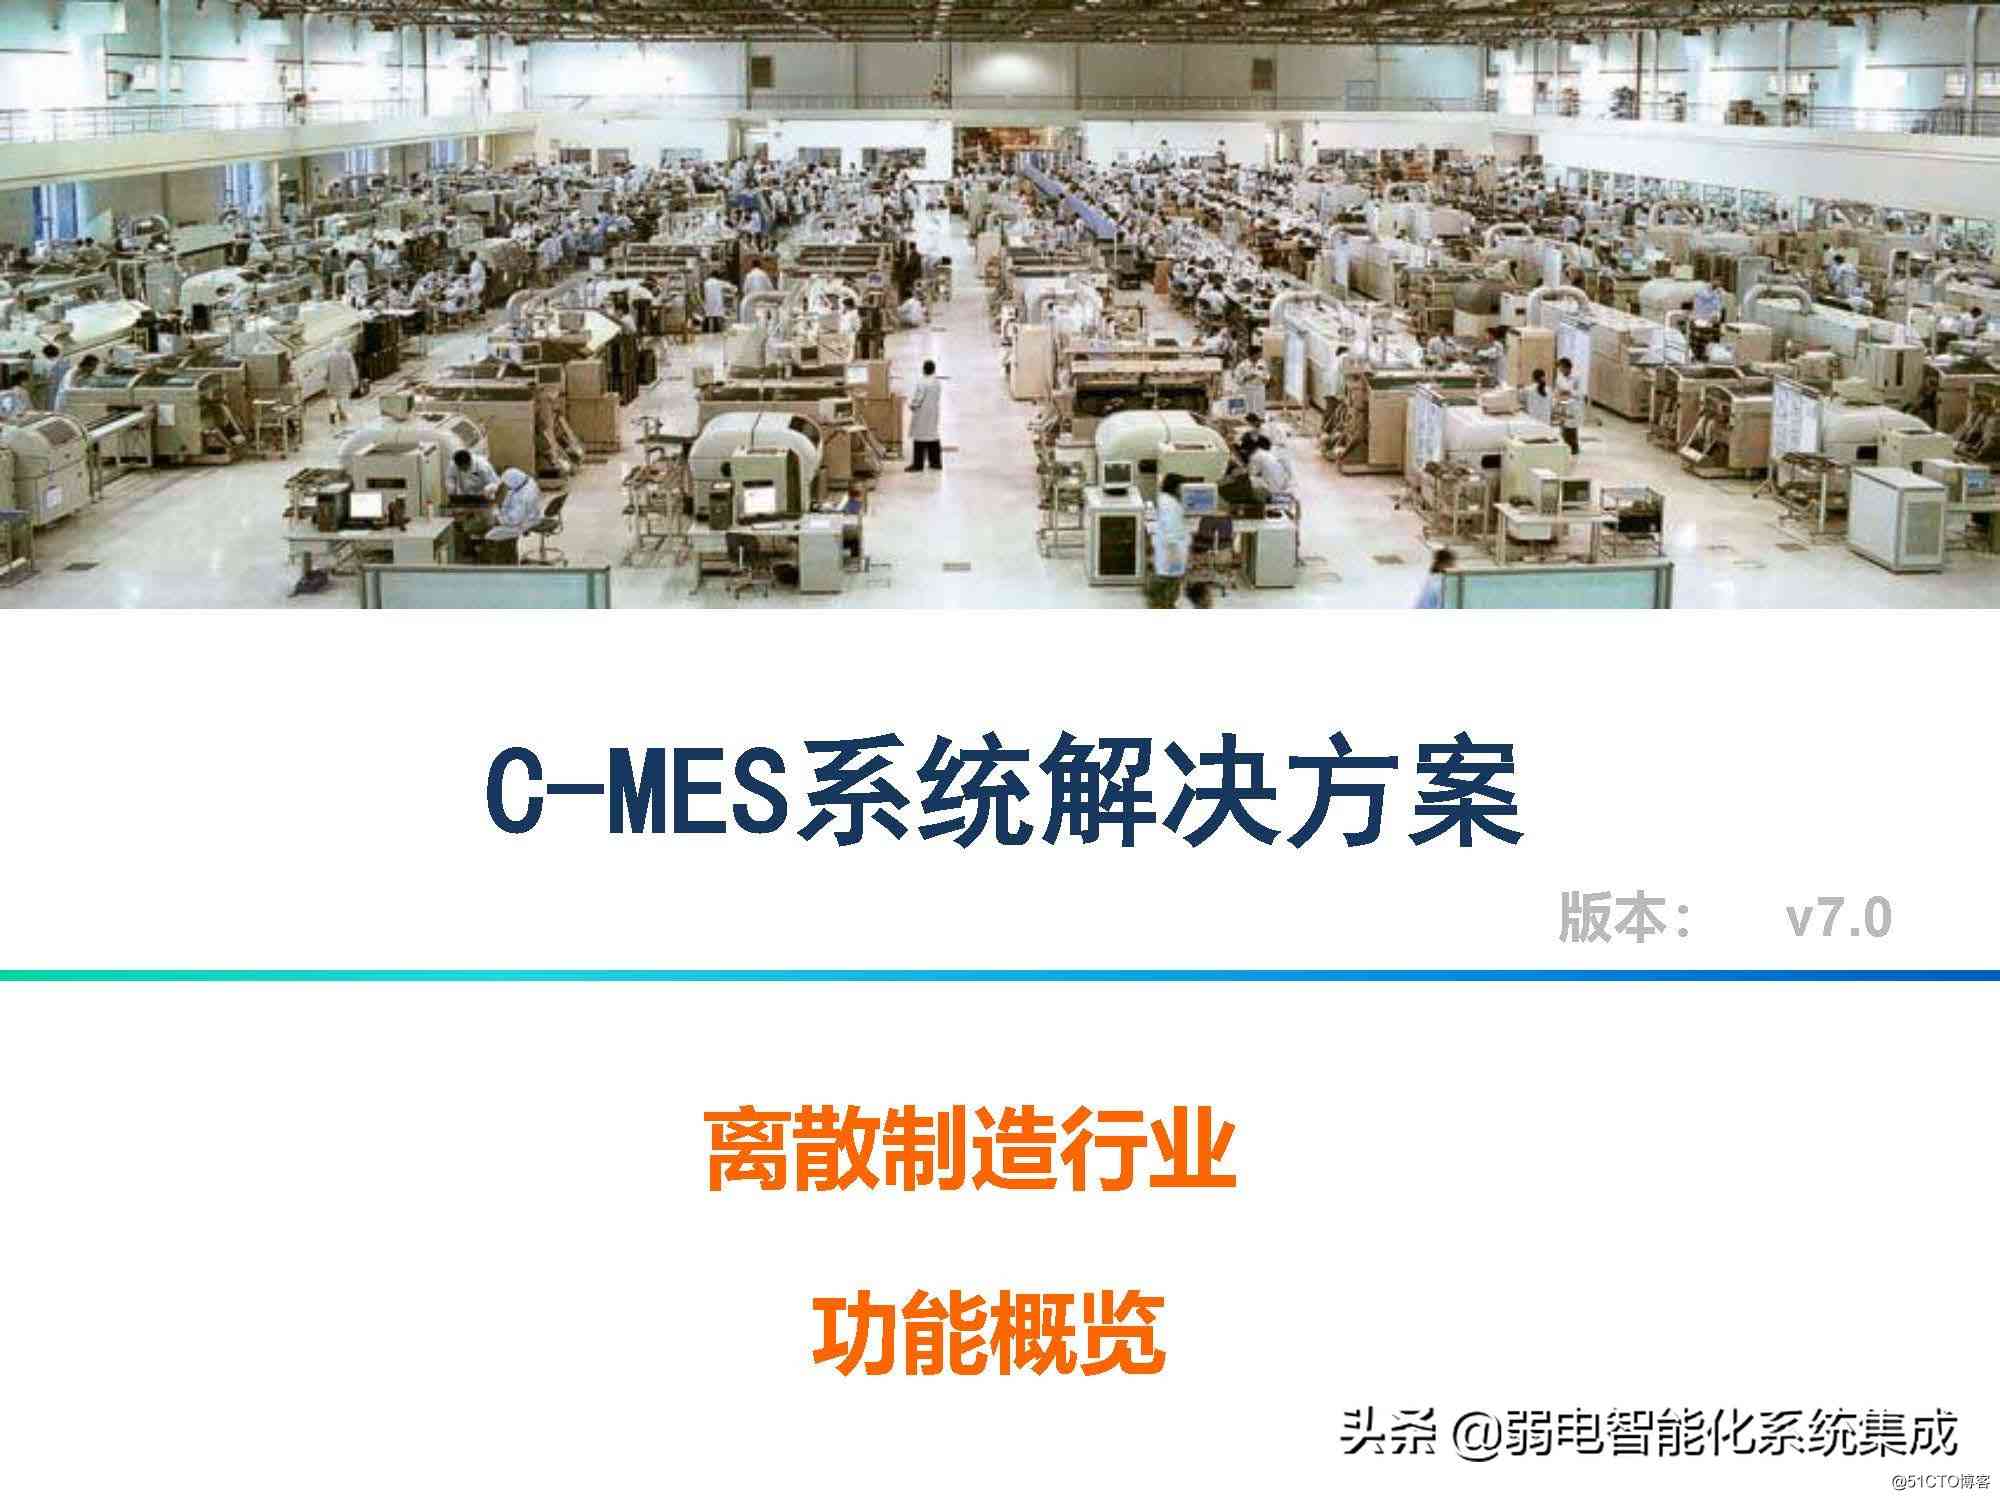 C-MES系统解决方案
版本： v7.0
离散制造行业
功能概览
头条 @弱电智能化系统集成
@51CTO博客